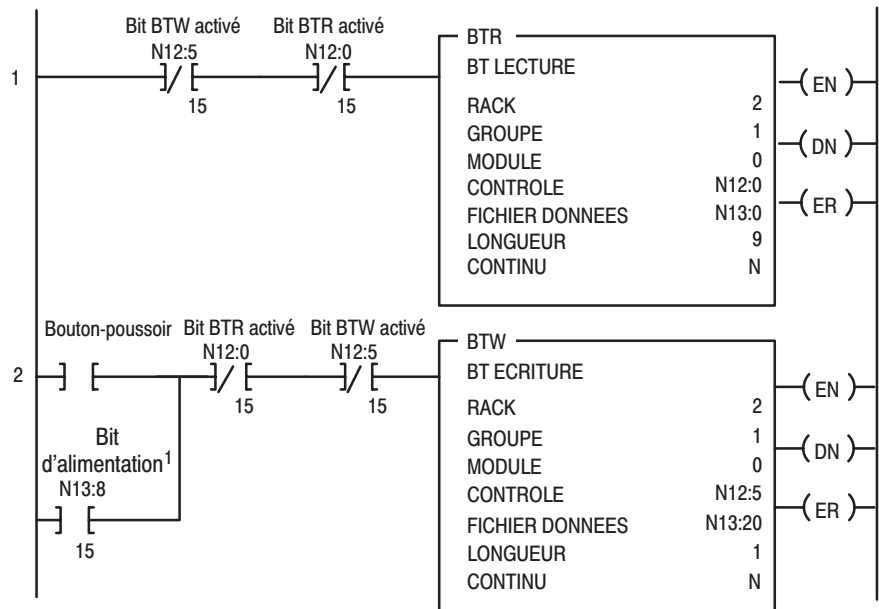 Bit BTW activé Bit BTR activé
N12:5 N12:0
1
15 15
BTR
BT LECTURE
RACK 2
GROUPE 1
MODULE 0
CONTROLE N12:0
FICHIER DONNEES N13:0
LONGUEUR 9
CONTINU N
EN
DN
ER
Bouton-poussoir Bit BTR activé Bit BTW activé
N12:0 N12:5
2
15 15
Bit
d'alimentation1
N13:8
15
BTW
BT ECRITURE
RACK 2
GROUPE 1
MODULE 0
CONTROLE N12:5
FICHIER DONNEES N13:20
LONGUEUR 1
CONTINU N
EN
DN
ER